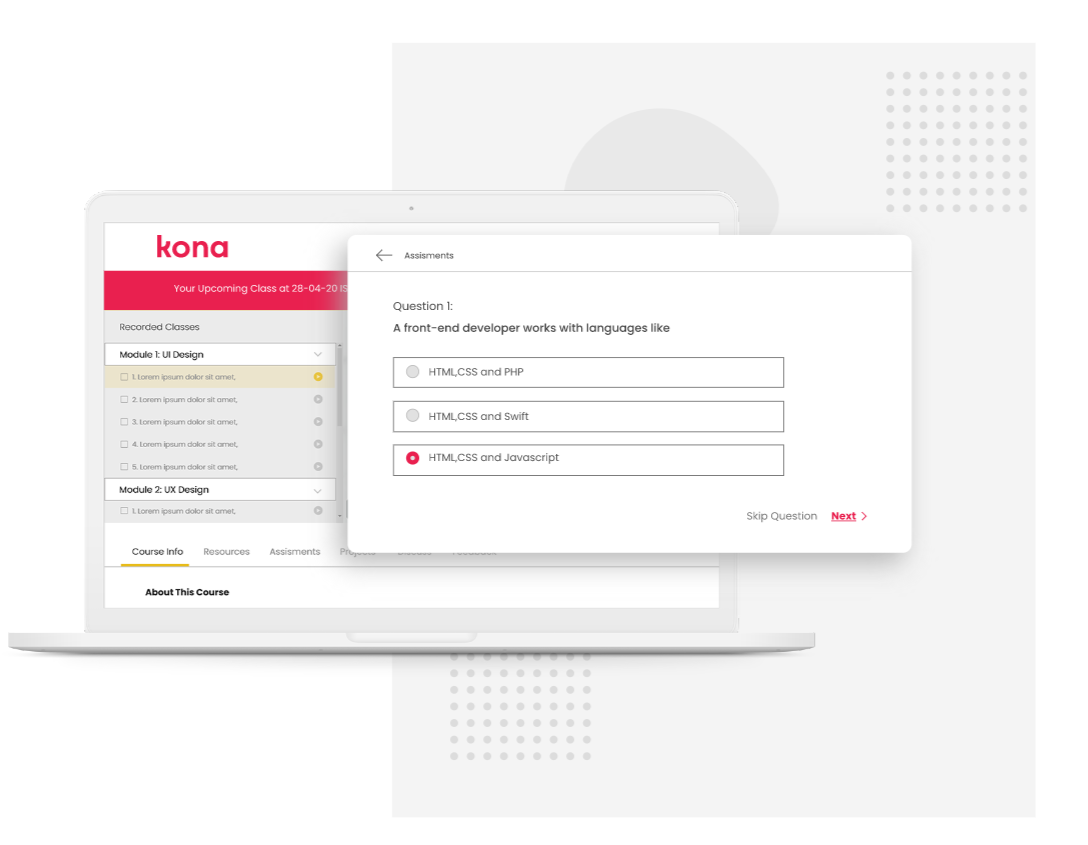 kona
Your Upcoming Class at 28-04-20
Recorded Classes
Module 1: UI Design
1. Lorem ipsum dolor sit amet,
2. Lorem ipsum dolor sit amet,
3. Lorem ipsum dolor sit amet,
4. Lorem ipsum dolor sit amet,
5. Lorem ipsum dolor sit amet,
Module 2: UX Design
1. Lorem ipsum dolor sit amet,
Course Info Resources Assisments Projects Discuss Feedback
About This Course
Assisments
Question 1:
A front-end developer works with languages like
HTML,CSS and PHP
HTML,CSS and Swift
HTML,CSS and Javascript
Skip Question Next